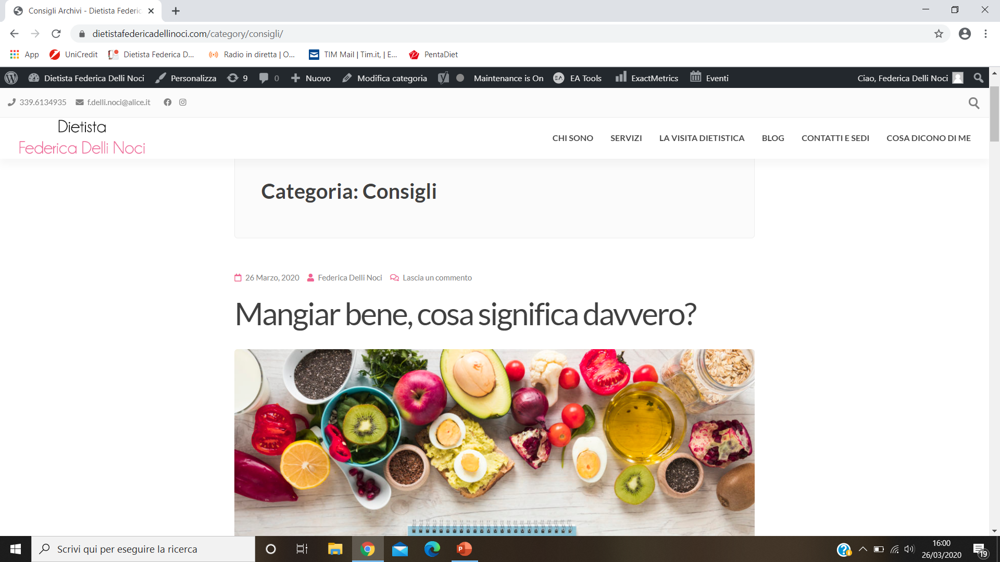 Consigli Archivi - Dietista Federic
dietistafedericadellinoci.com/category/consigli/
App UniCredit Dietista Federica D... Radio in diretta | O... TIM Mail | Tim.it, | E... PentaDiet
Dietista Federica Delli Noci Personalizza 9 0 Nuovo Modifica categoria Maintenance is On EA EA Tools ExactMetrics Eventi Ciao, Federica Delli Noci
339.6134935 f.delli.noci@alice.it
Dietista
Federica Delli Noci
CHI SONO SERVIZI LA VISITA DIETISTICA BLOG CONTATTI E SEDI COSA DICONO DI ME
Categoria: Consigli
26 Marzo, 2020 Federica Delli Noci Lascia un commento
Mangiar bene, cosa significa davvero?
Scrivi qui per eseguire la ricerca
16:00
26/03/2020
19